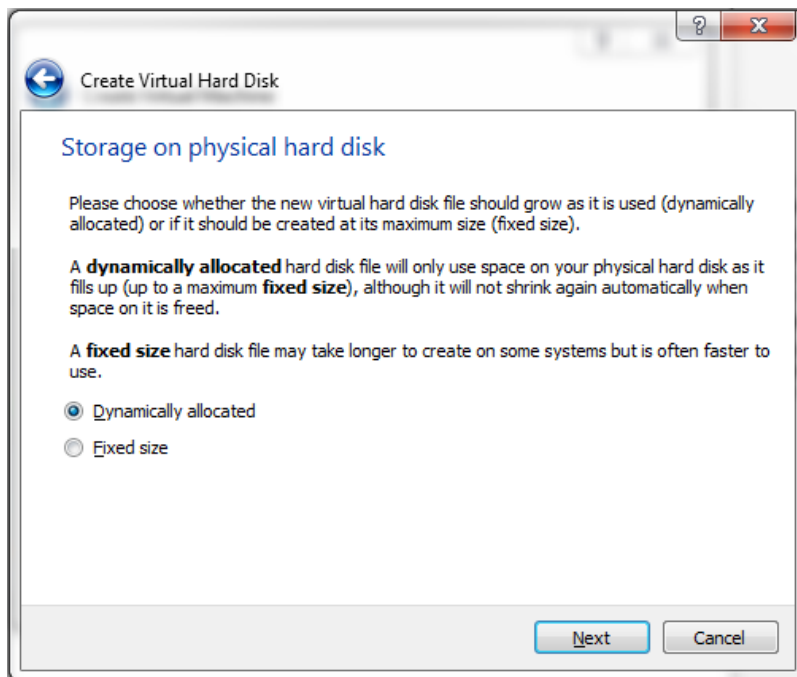 Create Virtual Hard Disk
Storage on physical hard disk
Please choose whether the new virtual hard disk file should grow as it is used (dynamically
allocated) or if it should be created at its maximum size (fixed size).
A dynamically allocated hard disk file will only use space on your physical hard disk as it
fills up (up to a maximum fixed size), although it will not shrink again automatically when
space on it is freed.
A fixed size hard disk file may take longer to create on some systems but is often faster to
use.
Dynamically allocated
Fixed size
Next Cancel